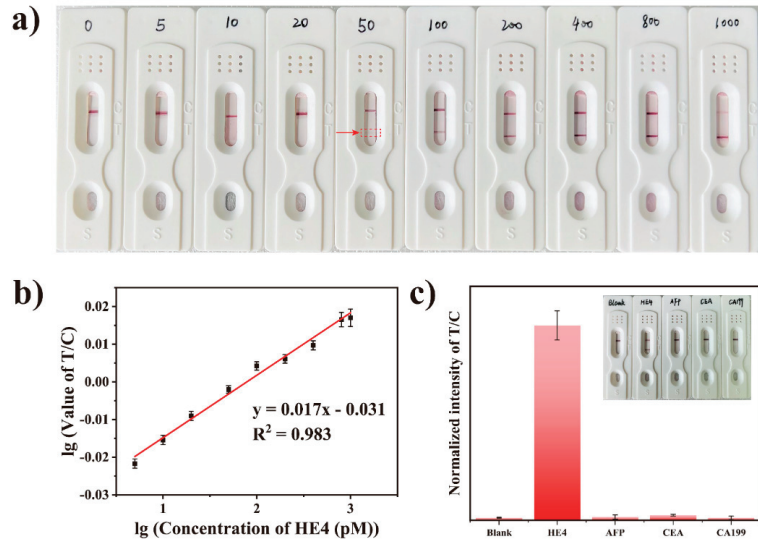 a)
0 5 10 20 50 100 200 400 800 1000
C C C C C C C C C C
T T T T T T T T T T
S S S S S S S S S S
b)
lg (Value of T/C)
0.02
0.01
0.00
-0.01
-0.02
-0.03
y = 0.017x - 0.031
R² = 0.983
1 2 3
lg (Concentration of HE4 (pM))
c)
Normalized intensity of T/C
Blank HE4 AFP CEA CA199
Blank HE4 AFP CEA CA199